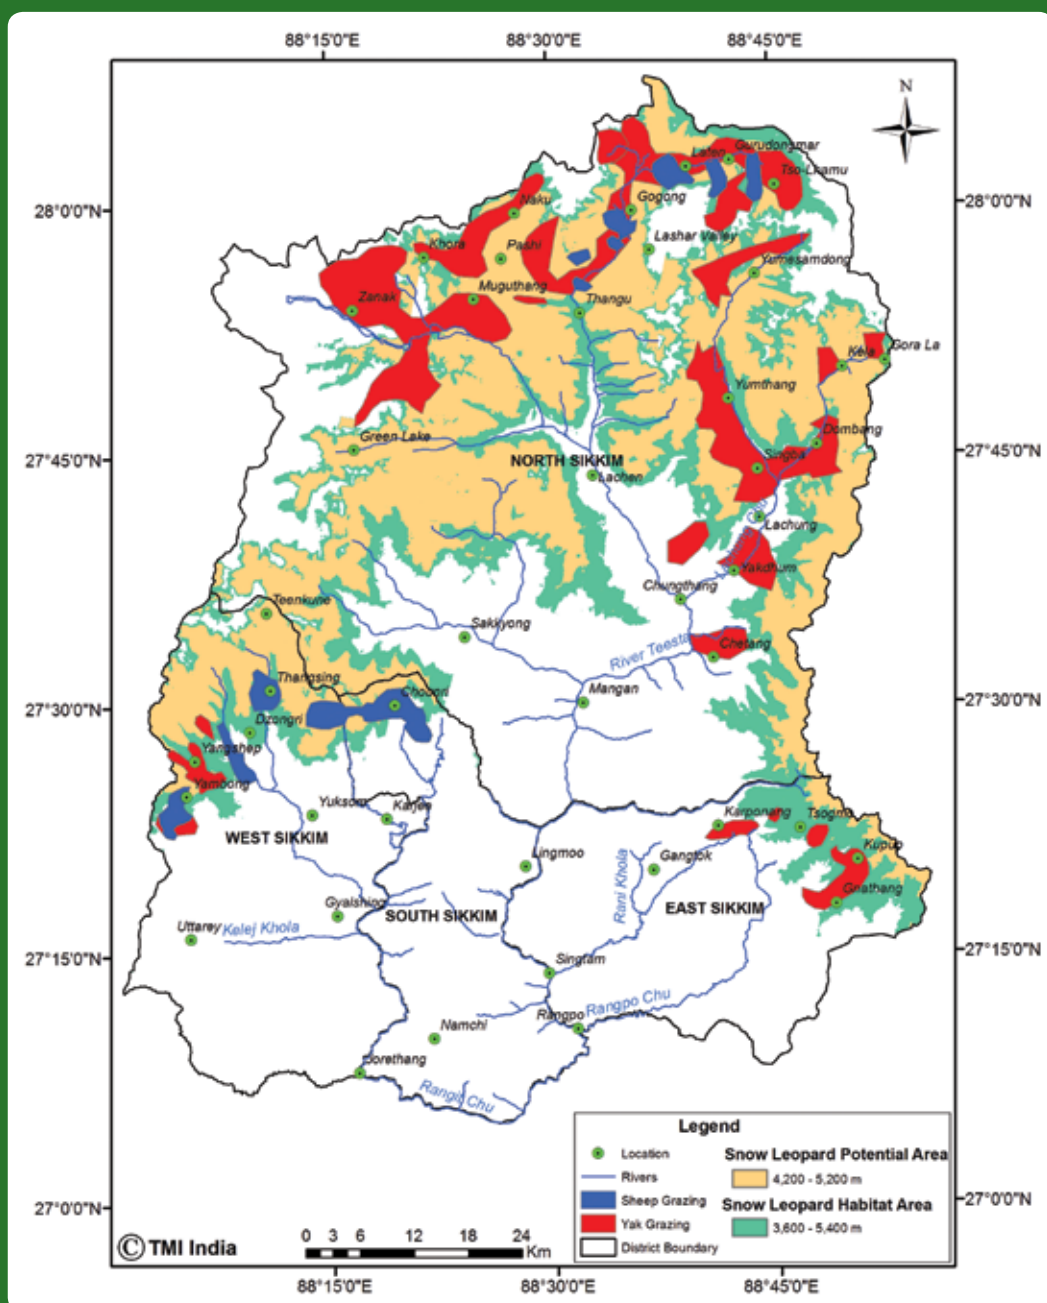 88°15'0"E
88°30'0"E
88°45'0"E
N
Gurudongmar
Tso-Lhamu
Naku
Gogong
28°0'0"N
28°0'0"N
Lashar Valley
Khora
Pashi
Yumesamdong
Zanak
Muguthang
Thangu
Kela
Gora La
Yumthang
Green Lake
Dombang
27°45'0"N
27°45'0"N
NORTH SIKKIM
Singba
Lachen
Lachung
Yakdhum
Chungthang
Teenkune
Sakkyong
Chetang
River Teesta
27°30'0"N
27°30'0"N
Thangsing
Mangan
Dzongri
Yangshep
Yambong
Yuksom
Karponang
Tsogmo
WEST SIKKIM
Lingmoo
Gangtok
Kupup
Rani Khola
Gnathang
Gyalshing
SOUTH SIKKIM
EAST SIKKIM
Uttarey
Kelej Khola
27°15'0"N
27°15'0"N
Singtam
Rangpo Chu
Rangpo
Namchi
Jorethang
Rangit Chu
Legend
Location
Rivers
Sheep Grazing
Yak Grazing
District Boundary
Snow Leopard Potential Area
4,200 - 5,200 m
Snow Leopard Habitat Area
3,600 - 5,400 m
27°0'0"N
27°0'0"N
© TMI India
0 3 6 12 18 24
Km
88°15'0"E
88°30'0"E
88°45'0"E